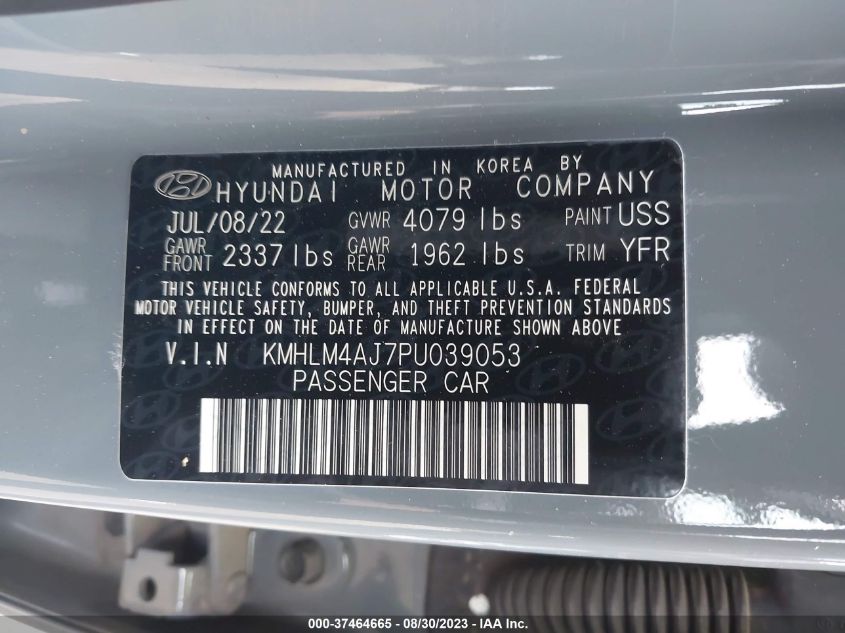 MANUFACTURED IN KOREA BY
HYUNDAI MOTOR COMPANY
JUL/08/22 GVWR 4079 lbs PAINT USS
GAWR FRONT 2337 lbs GAWR REAR 1962 lbs TRIM YFR
THIS VEHICLE CONFORMS TO ALL APPLICABLE U.S.A. FEDERAL
MOTOR VEHICLE SAFETY, BUMPER, AND THEFT PREVENTION STANDARDS
IN EFFECT ON THE DATE OF MANUFACTURE SHOWN ABOVE
V.I.N KMHLM4AJ7PU039053
PASSENGER CAR
000-37464665 - 08/30/2023 - IAAI.com